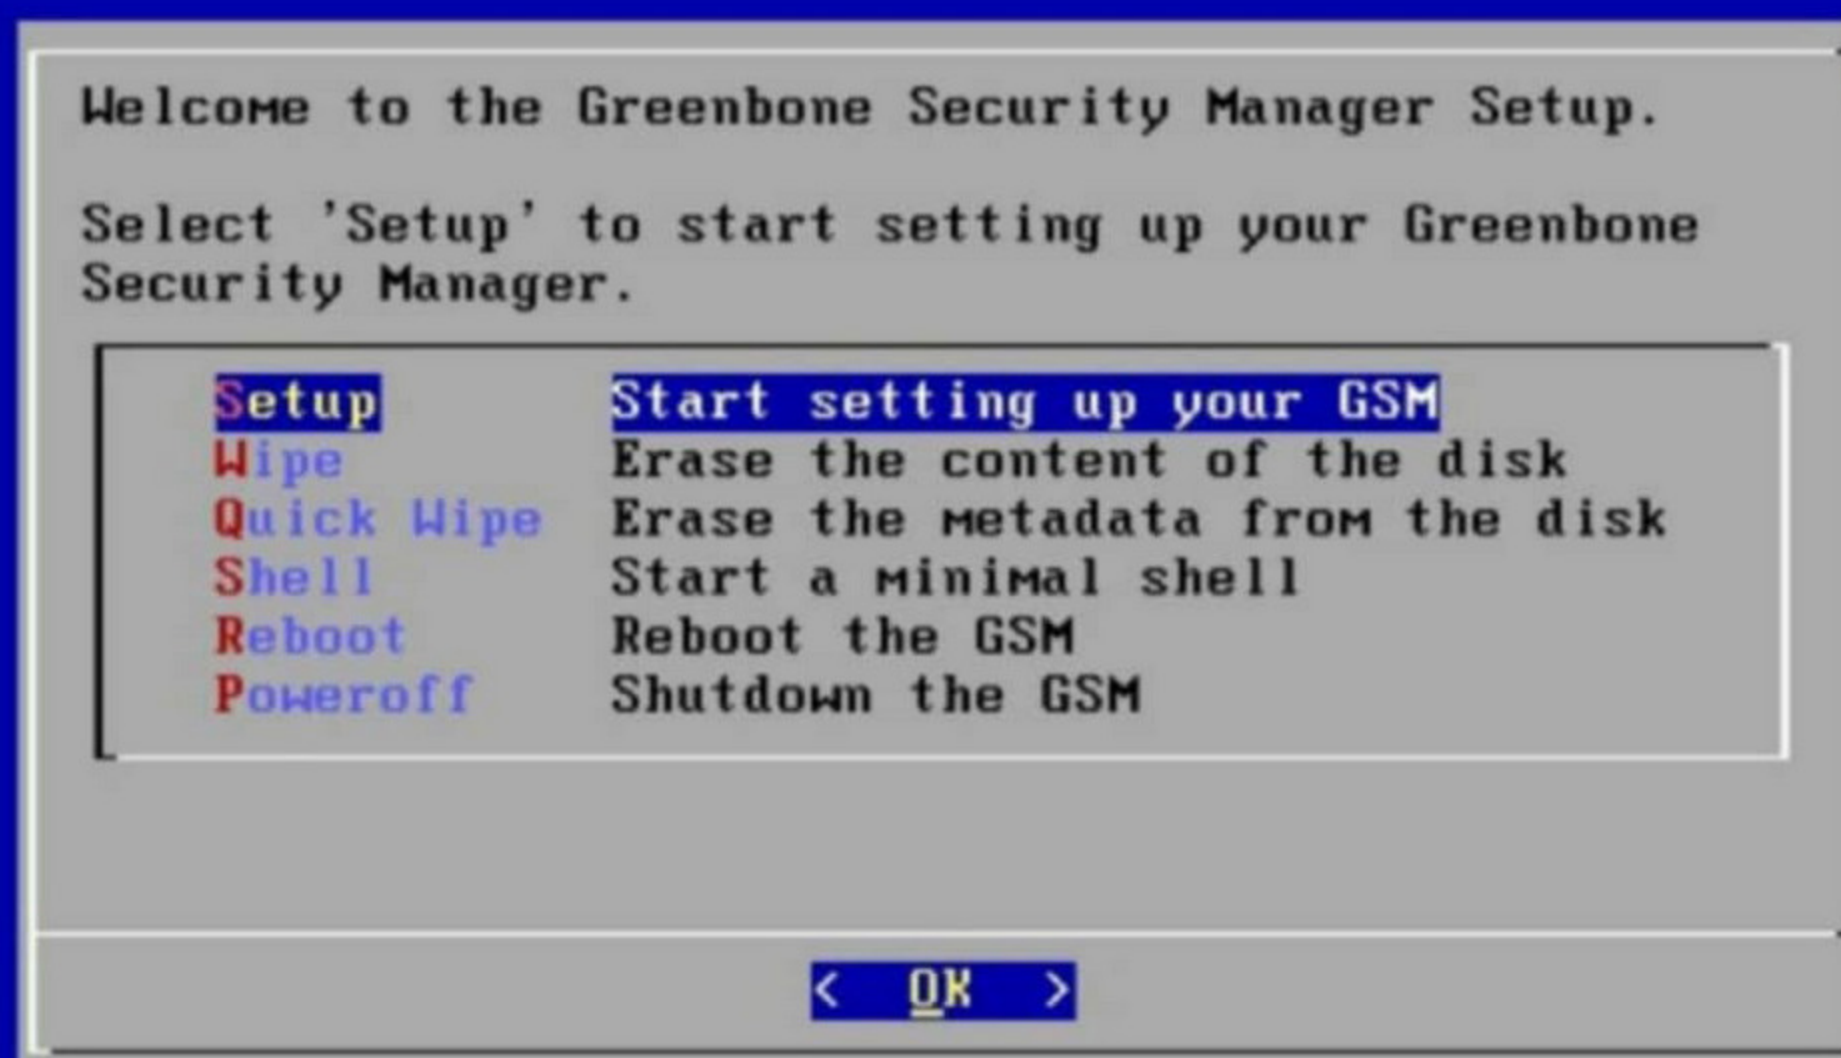 Welcome to the Greenbone Security Manager Setup.
Select 'Setup' to start setting up your Greenbone
Security Manager.
Setup Start setting up your GSM
Wipe Erase the content of the disk
Quick Wipe Erase the metadata from the disk
Shell Start a minimal shell
Reboot Reboot the GSM
Poweroff Shutdown the GSM
< OK >